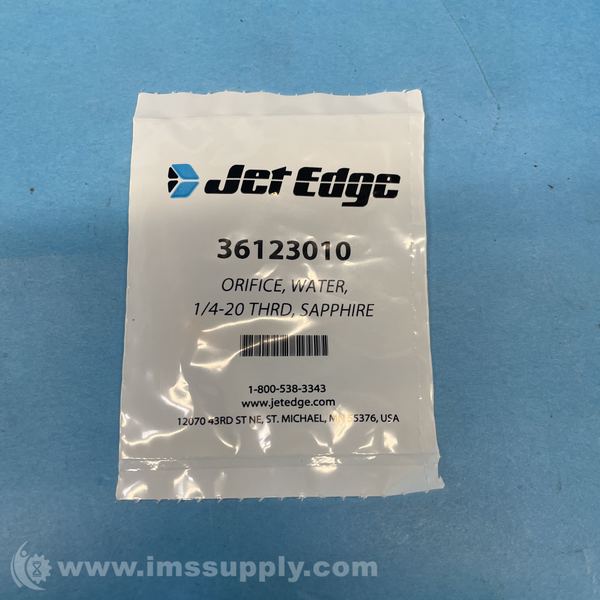 Jet Edge
36123010
ORIFICE, WATER,
1/4-20 THRD, SAPPHIRE
1-800-538-3343
www.jetedge.com
12070 43RD ST NE, ST. MICHAEL, MN 55376, USA
www.imssupply.com